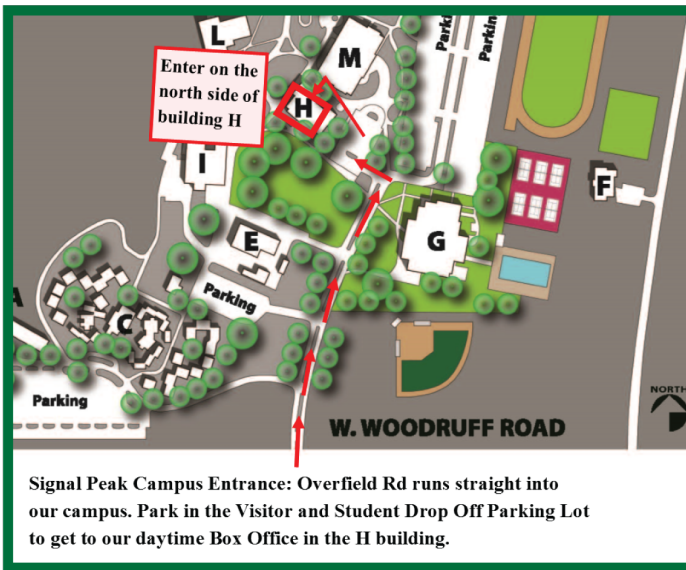 L
M
Parking
Parking
Enter on the
north side of
building H
H
I
F
E
G
Parking
A
C
Parking
NORTH
W. WOODRUFF ROAD
Signal Peak Campus Entrance: Overfield Rd runs straight into
our campus. Park in the Visitor and Student Drop Off Parking Lot
to get to our daytime Box Office in the H building.